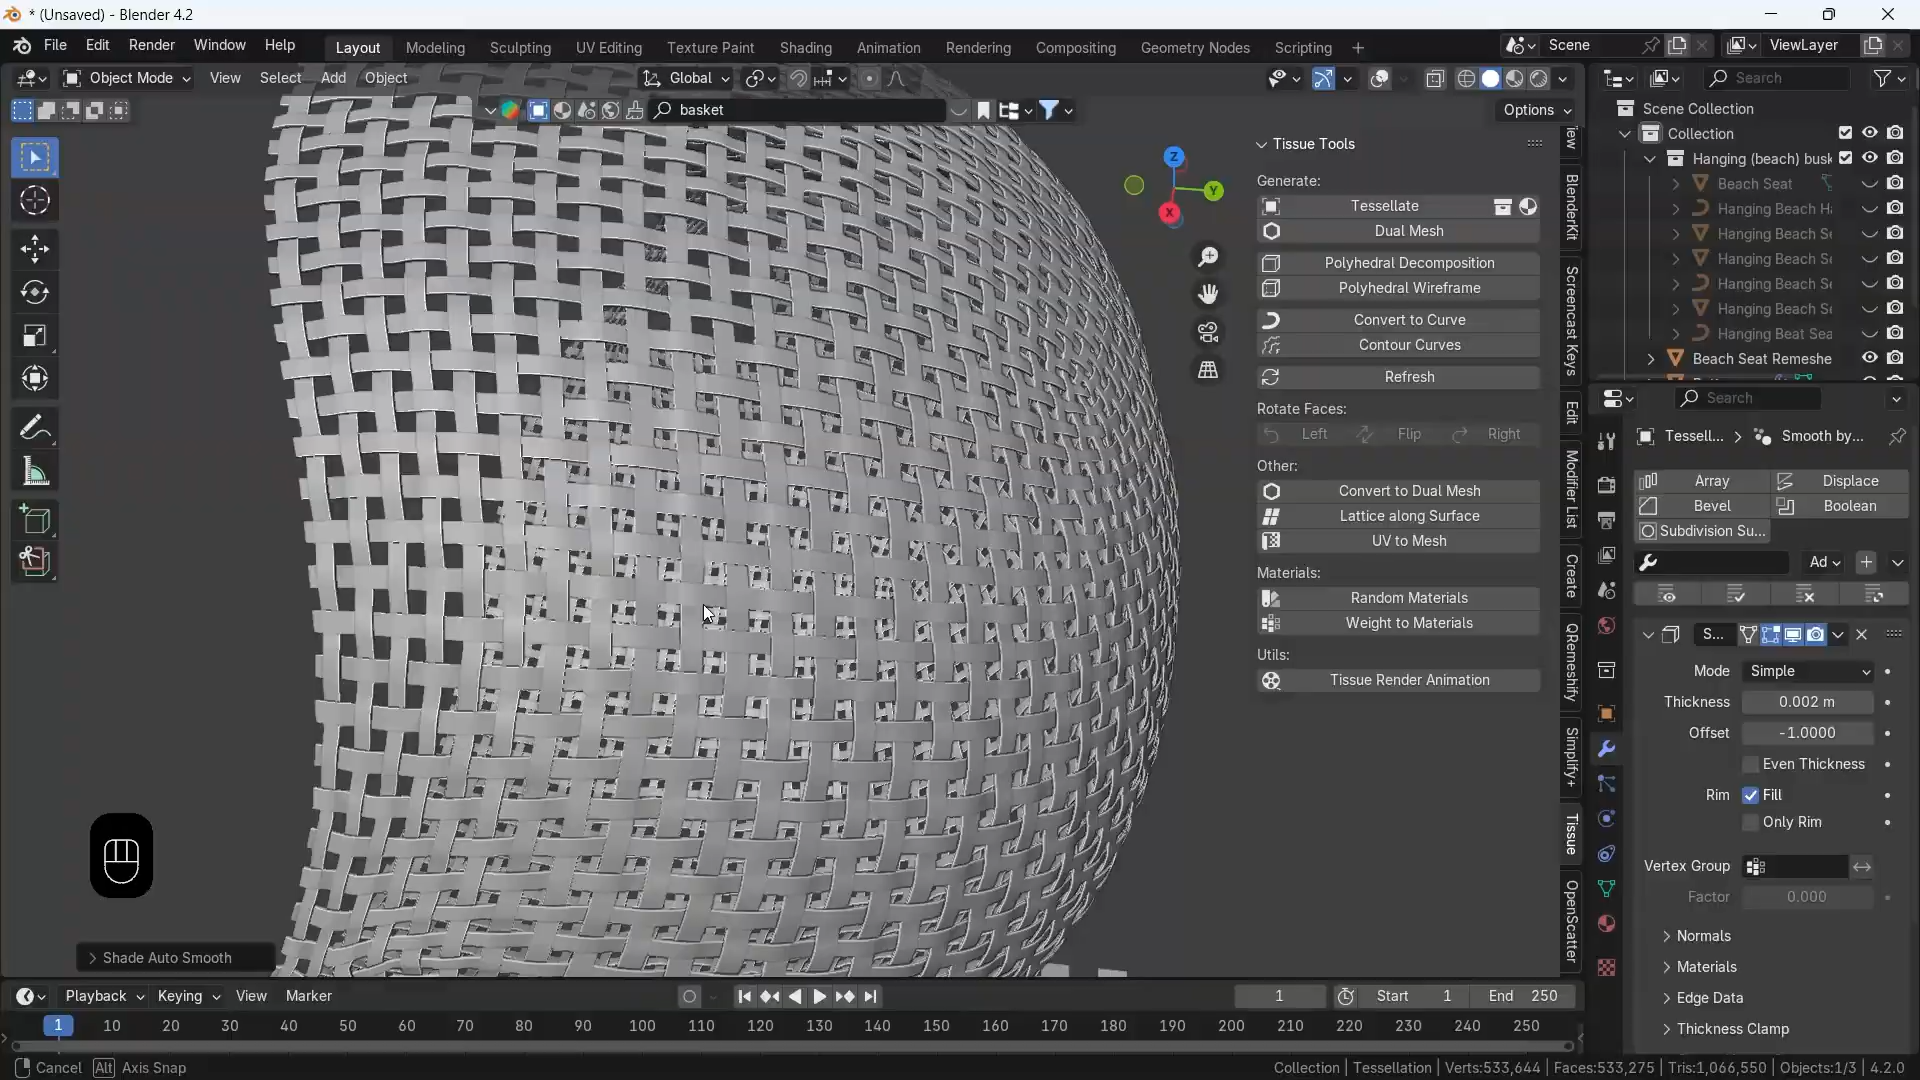 * (Unsaved) - Blender 4.2
File Edit Render Window Help
Layout Modeling Sculpting UV Editing Texture Paint Shading Animation Rendering Compositing Geometry Nodes Scripting
Scene
ViewLayer
Object Mode View Select Add Object
Global
Search
basket
Options
Scene Collection
Collection
Hanging (beach) busk
Beach Seat
Hanging Beach Ha
Hanging Beach Se
Hanging Beach Se
Hanging Beach Se
Hanging Beach Se
Hanging Beat Sea
Beach Seat Remeshe
Tissue Tools
Generate:
Tessellate
Dual Mesh
Polyhedral Decomposition
Polyhedral Wireframe
Convert to Curve
Contour Curves
Refresh
Rotate Faces:
Left Flip Right
Other:
Convert to Dual Mesh
Lattice along Surface
UV to Mesh
Materials:
Random Materials
Weight to Materials
Utils:
Tissue Render Animation
Z
Y
X
BlenderKit
Screencast Keys
Edit
Modifier List
Create
QRemeshify
Simplify+
Tissue
OpenScatter
Search
Tessell... Smooth by...
Array Displace
Bevel Boolean
Subdivision Su...
Ad
S...
Mode Simple
Thickness 0.002 m
Offset -1.0000
Even Thickness
Rim Fill
Only Rim
Vertex Group
Factor 0.000
Normals
Materials
Edge Data
Thickness Clamp
Shade Auto Smooth
Playback Keying View Marker
1 Start 1 End 250
1 10 20 30 40 50 60 70 80 90 100 110 120 130 140 150 160 170 180 190 200 210 220 230 240 250
Cancel Alt Axis Snap
Collection | Tessellation | Verts:533,644 | Faces:533,275 | Tris:1,066,550 | Objects:1/3 | 4.2.0